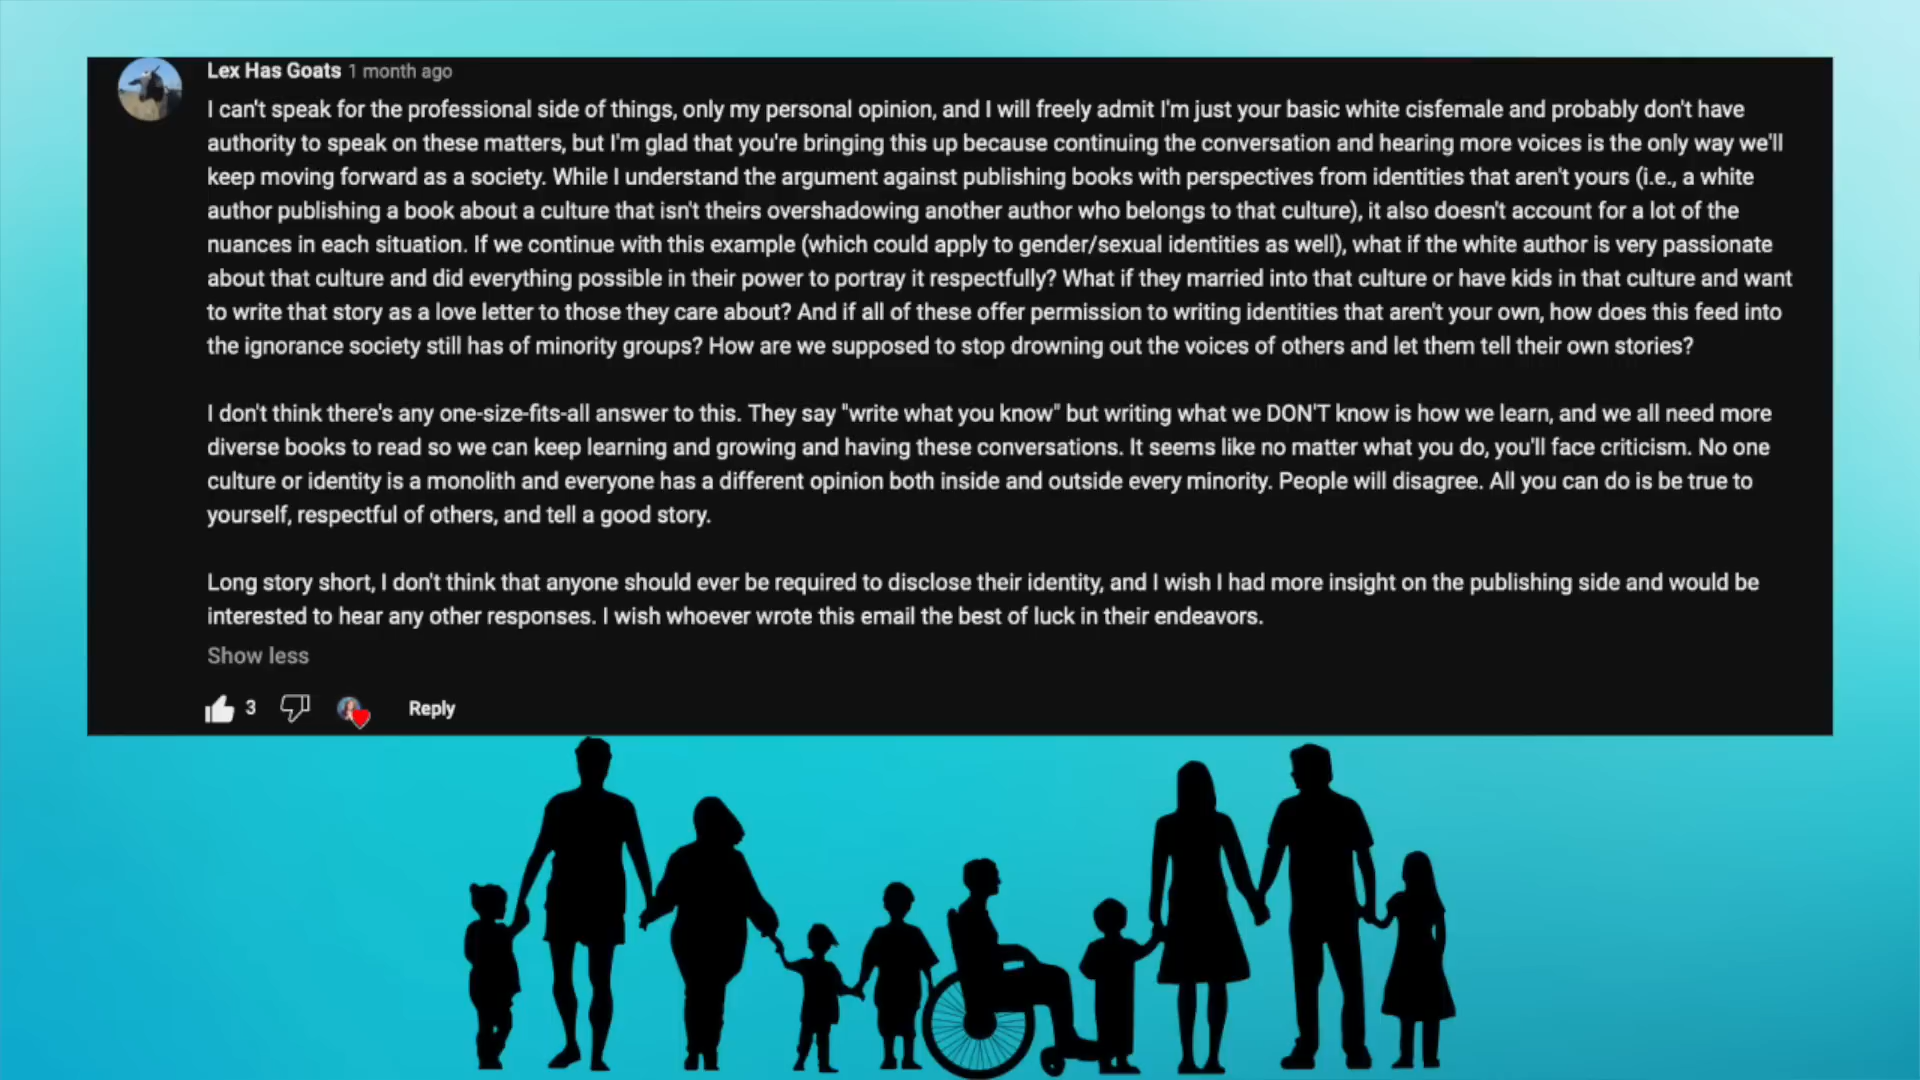 Lex Has Goats 1 month ago
I can't speak for the professional side of things, only my personal opinion, and I will freely admit I'm just your basic white cisfemale and probably don't have
authority to speak on these matters, but I'm glad that you're bringing this up because continuing the conversation and hearing more voices is the only way we'll
keep moving forward as a society. While I understand the argument against publishing books with perspectives from identities that aren't yours (i.e., a white
author publishing a book about a culture that isn't theirs overshadowing another author who belongs to that culture), it also doesn't account for a lot of the
nuances in each situation. If we continue with this example (which could apply to gender/sexual identities as well), what if the white author is very passionate
about that culture and did everything possible in their power to portray it respectfully? What if they married into that culture or have kids in that culture and want
to write that story as a love letter to those they care about? And if all of these offer permission to writing identities that aren't your own, how does this feed into
the ignorance society still has of minority groups? How are we supposed to stop drowning out the voices of others and let them tell their own stories?
I don't think there's any one-size-fits-all answer to this. They say "write what you know" but writing what we DON'T know is how we learn, and we all need more
diverse books to read so we can keep learning and growing and having these conversations. It seems like no matter what you do, you'll face criticism. No one
culture or identity is a monolith and everyone has a different opinion both inside and outside every minority. People will disagree. All you can do is be true to
yourself, respectful of others, and tell a good story.
Long story short, I don't think that anyone should ever be required to disclose their identity, and I wish I had more insight on the publishing side and would be
interested to hear any other responses. I wish whoever wrote this email the best of luck in their endeavors.
Show less
3 Reply